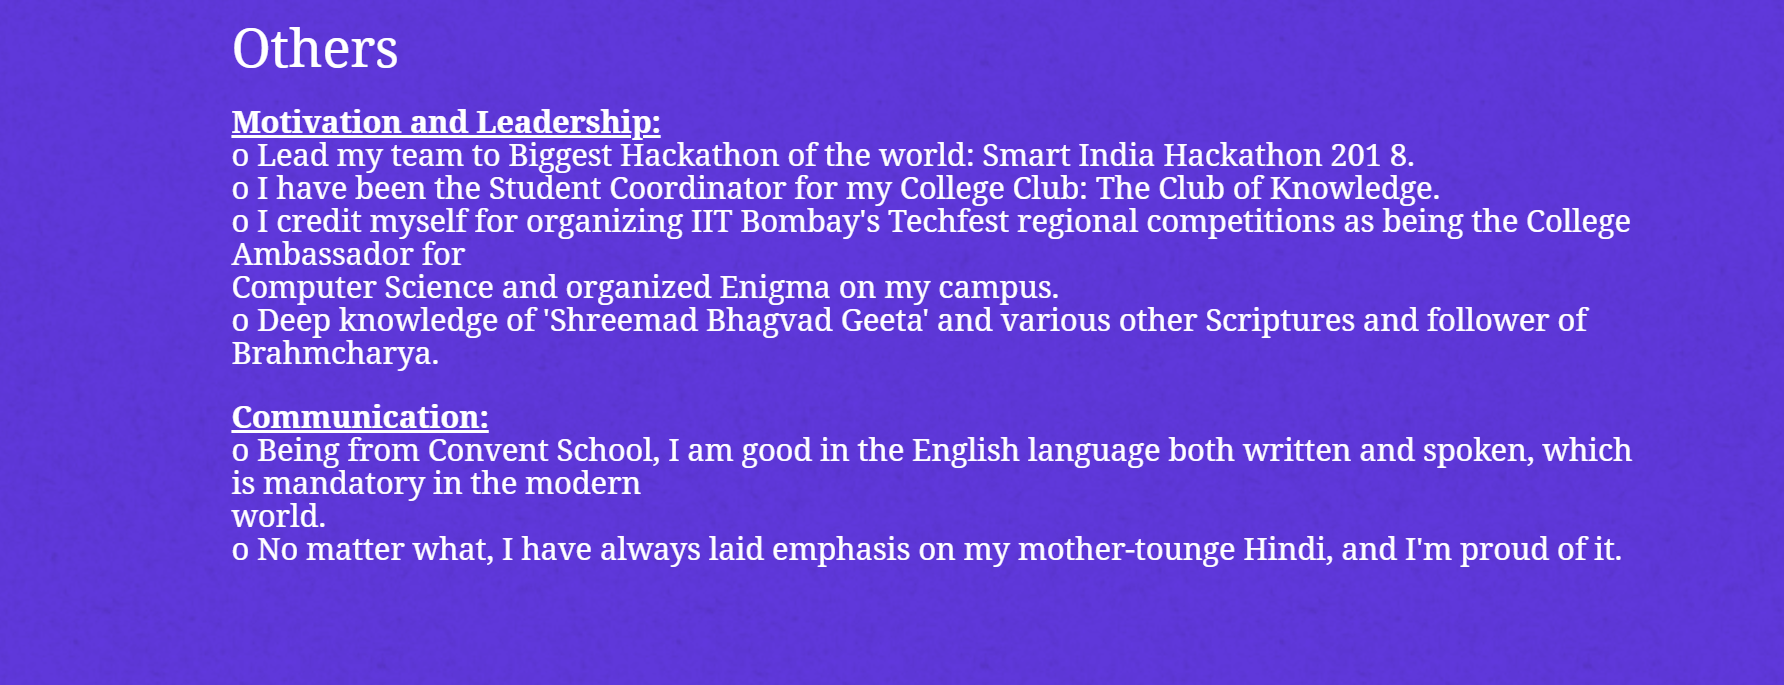 Others
Motivation and Leadership:
o Lead my team to Biggest Hackathon of the world: Smart India Hackathon 201 8.
o I have been the Student Coordinator for my College Club: The Club of Knowledge.
o I credit myself for organizing IIT Bombay's Techfest regional competitions as being the College
Ambassador for
Computer Science and organized Enigma on my campus.
o Deep knowledge of 'Shreemad Bhagvad Geeta' and various other Scriptures and follower of
Brahmcharya.
Communication:
o Being from Convent School, I am good in the English language both written and spoken, which
is mandatory in the modern
world.
o No matter what, I have always laid emphasis on my mother-tounge Hindi, and I'm proud of it.